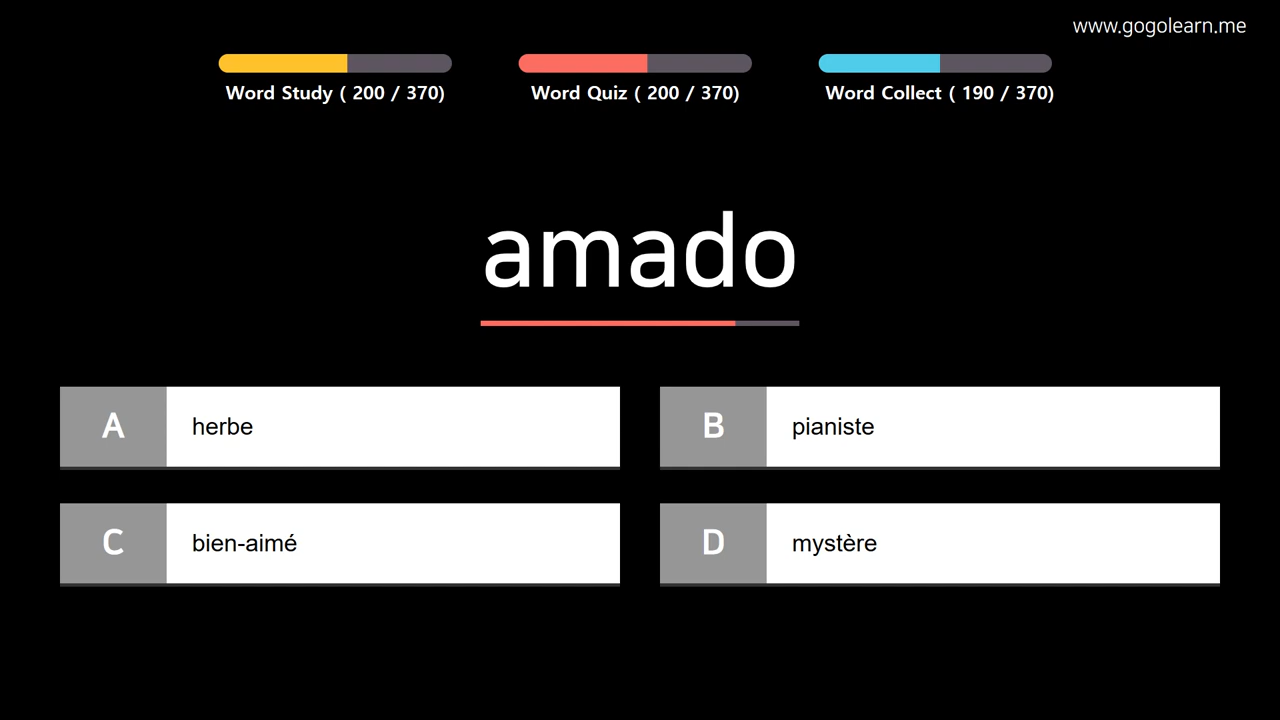 www.gogolearn.me
Word Study ( 200 / 370)
Word Quiz ( 200 / 370)
Word Collect ( 190 / 370)
amado
A
herbe
B
pianiste
C
bien-aimé
D
mystère